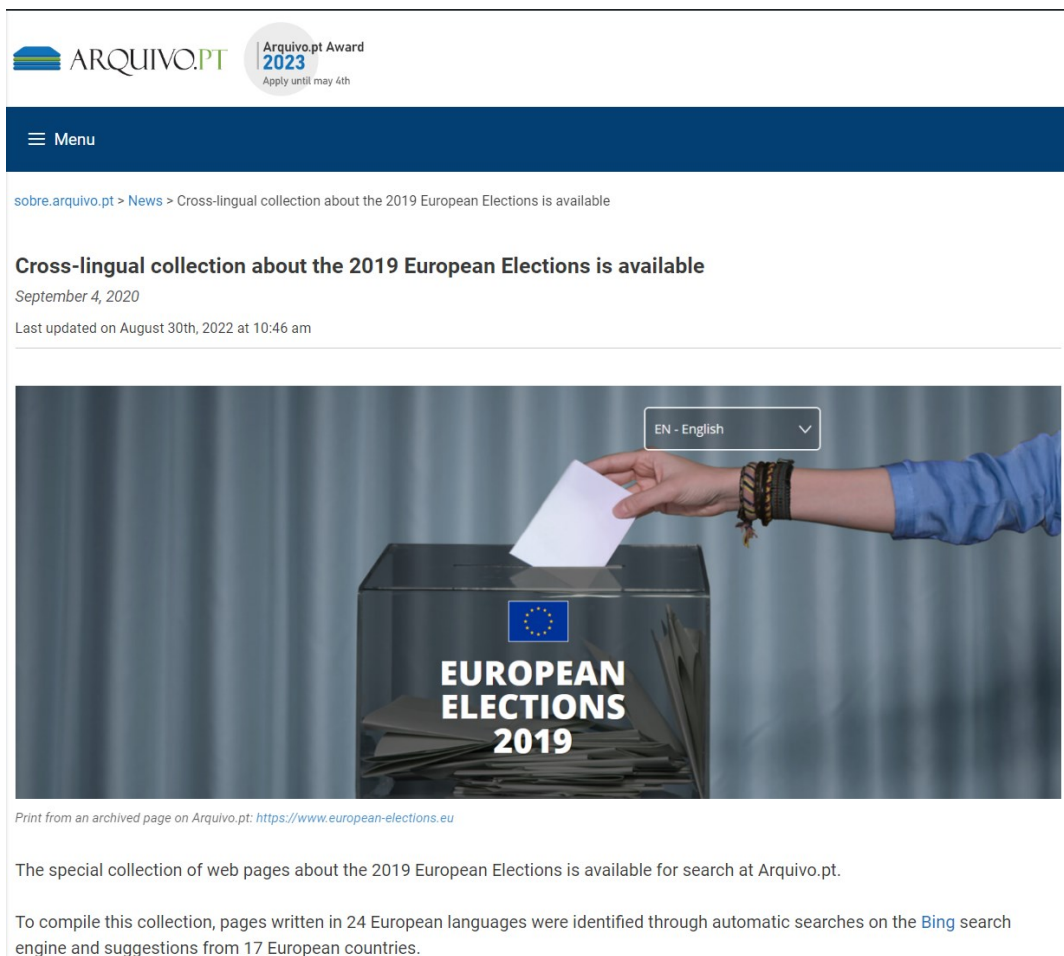 ARQUIVO.PT
Arquivo.pt Award
2023
Apply until may 4th
Menu
sobre.arquivo.pt > News > Cross-lingual collection about the 2019 European Elections is available
Cross-lingual collection about the 2019 European Elections is available
September 4, 2020
Last updated on August 30th, 2022 at 10:46 am
EN - English
EUROPEAN
ELECTIONS
2019
Print from an archived page on Arquivo.pt: https://www.european-elections.eu
The special collection of web pages about the 2019 European Elections is available for search at Arquivo.pt.
To compile this collection, pages written in 24 European languages were identified through automatic searches on the Bing search
engine and suggestions from 17 European countries.